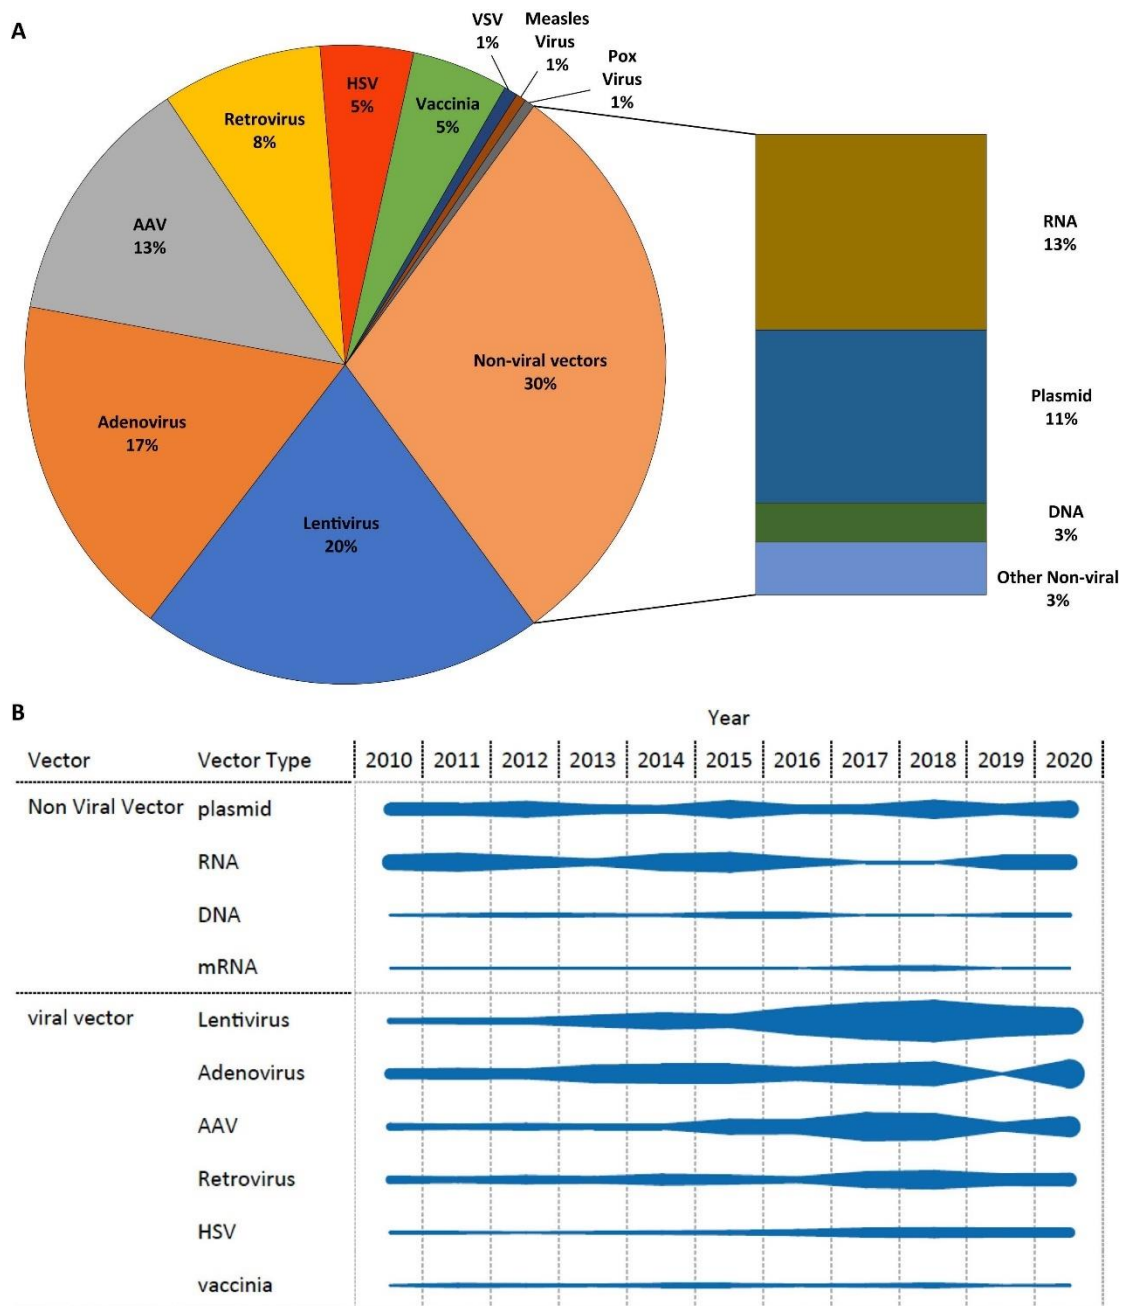 A
VSV
1%
Measles
Virus
1%
Pox
Virus
1%
HSV
5%
Vaccinia
5%
Retrovirus
8%
AAV
13%
Non-viral vectors
30%
Adenovirus
17%
Lentivirus
20%
RNA
13%
Plasmid
11%
DNA
3%
Other Non-viral
3%
B
Year
Vector Vector Type 2010 2011 2012 2013 2014 2015 2016 2017 2018 2019 2020
Non Viral Vector plasmid
RNA
DNA
mRNA
viral vector Lentivirus
Adenovirus
AAV
Retrovirus
HSV
vaccinia